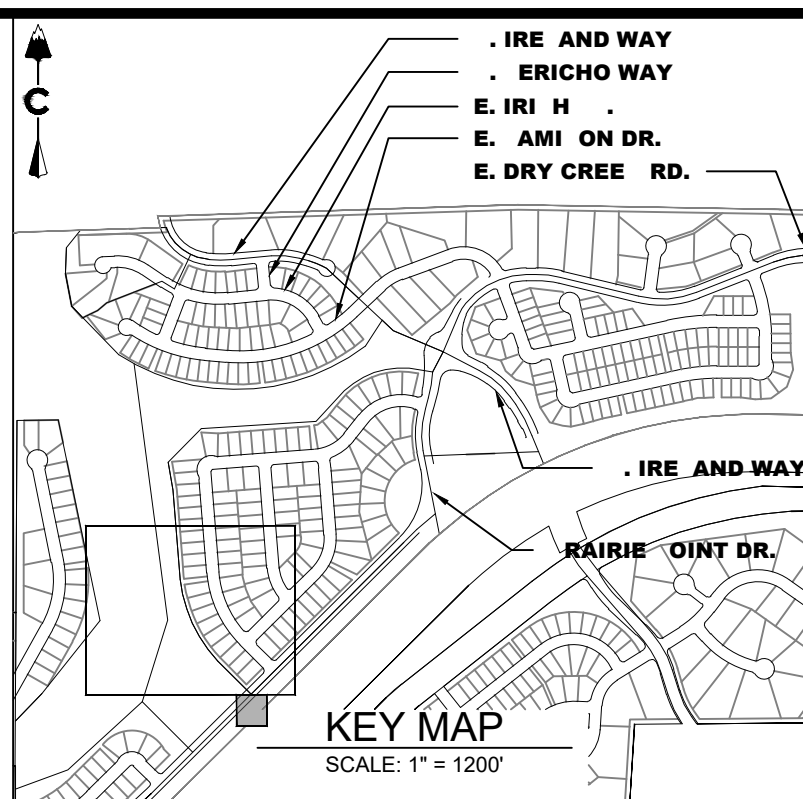 . IRE AND WAY
. ERICHO WAY
E. IRI H .
E. AMI ON DR.
E. DRY CREE RD.
C
. IRE AND WAY
RAIRIE OINT DR.
KEY MAP
SCALE: 1" = 1200'